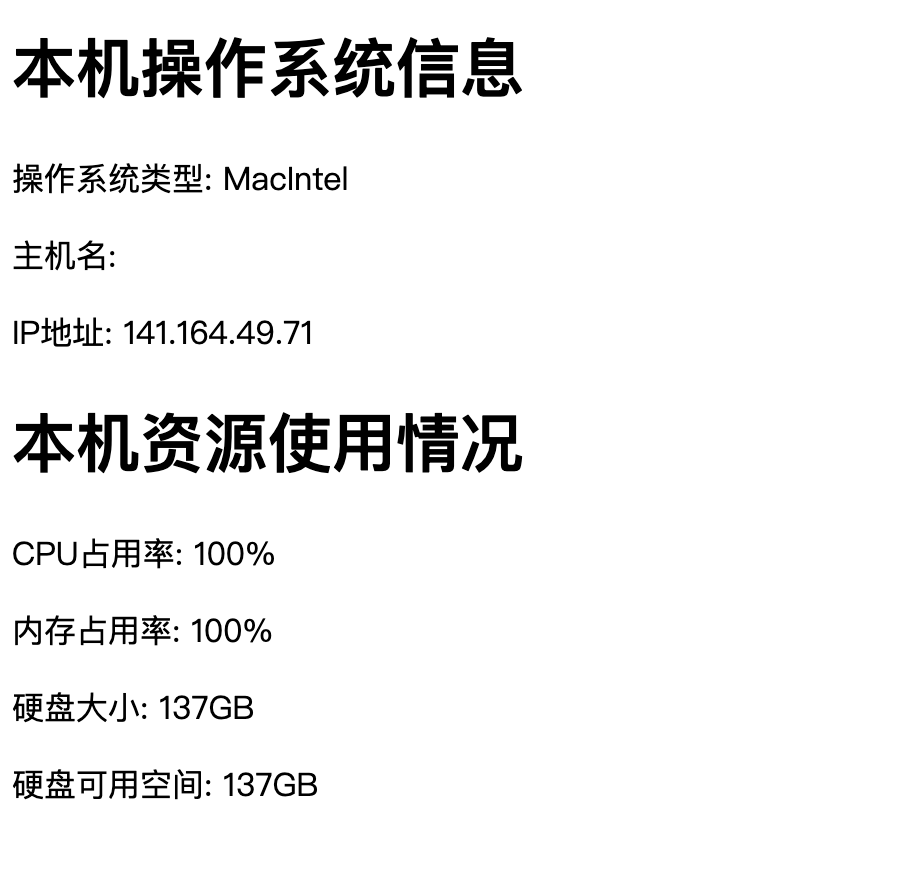 本机操作系统信息
操作系统类型: MacIntel
主机名:
IP地址: 141.164.49.71
本机资源使用情况
CPU占用率: 100%
内存占用率: 100%
硬盘大小: 137GB
硬盘可用空间: 137GB